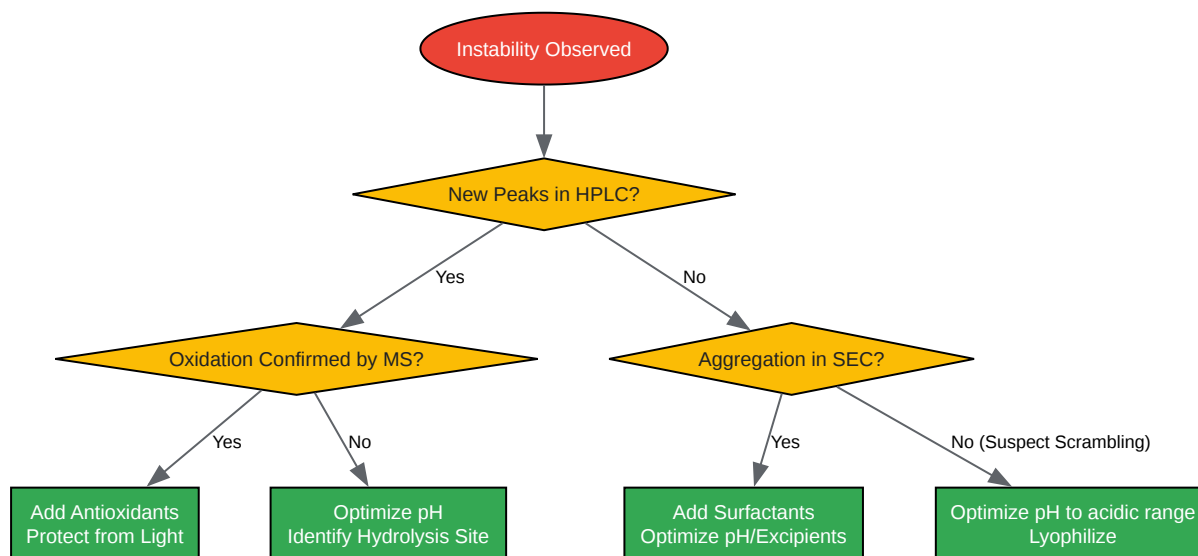 Instability Observed
New Peaks in HPLC?
Yes
No
Oxidation Confirmed by MS?
Aggregation in SEC?
Yes
No
Yes
No (Suspect Scrambling)
Add Antioxidants
Protect from Light
Optimize pH
Identify Hydrolysis Site
Add Surfactants
Optimize pH/Excipients
Optimize pH to acidic range
Lyophilize